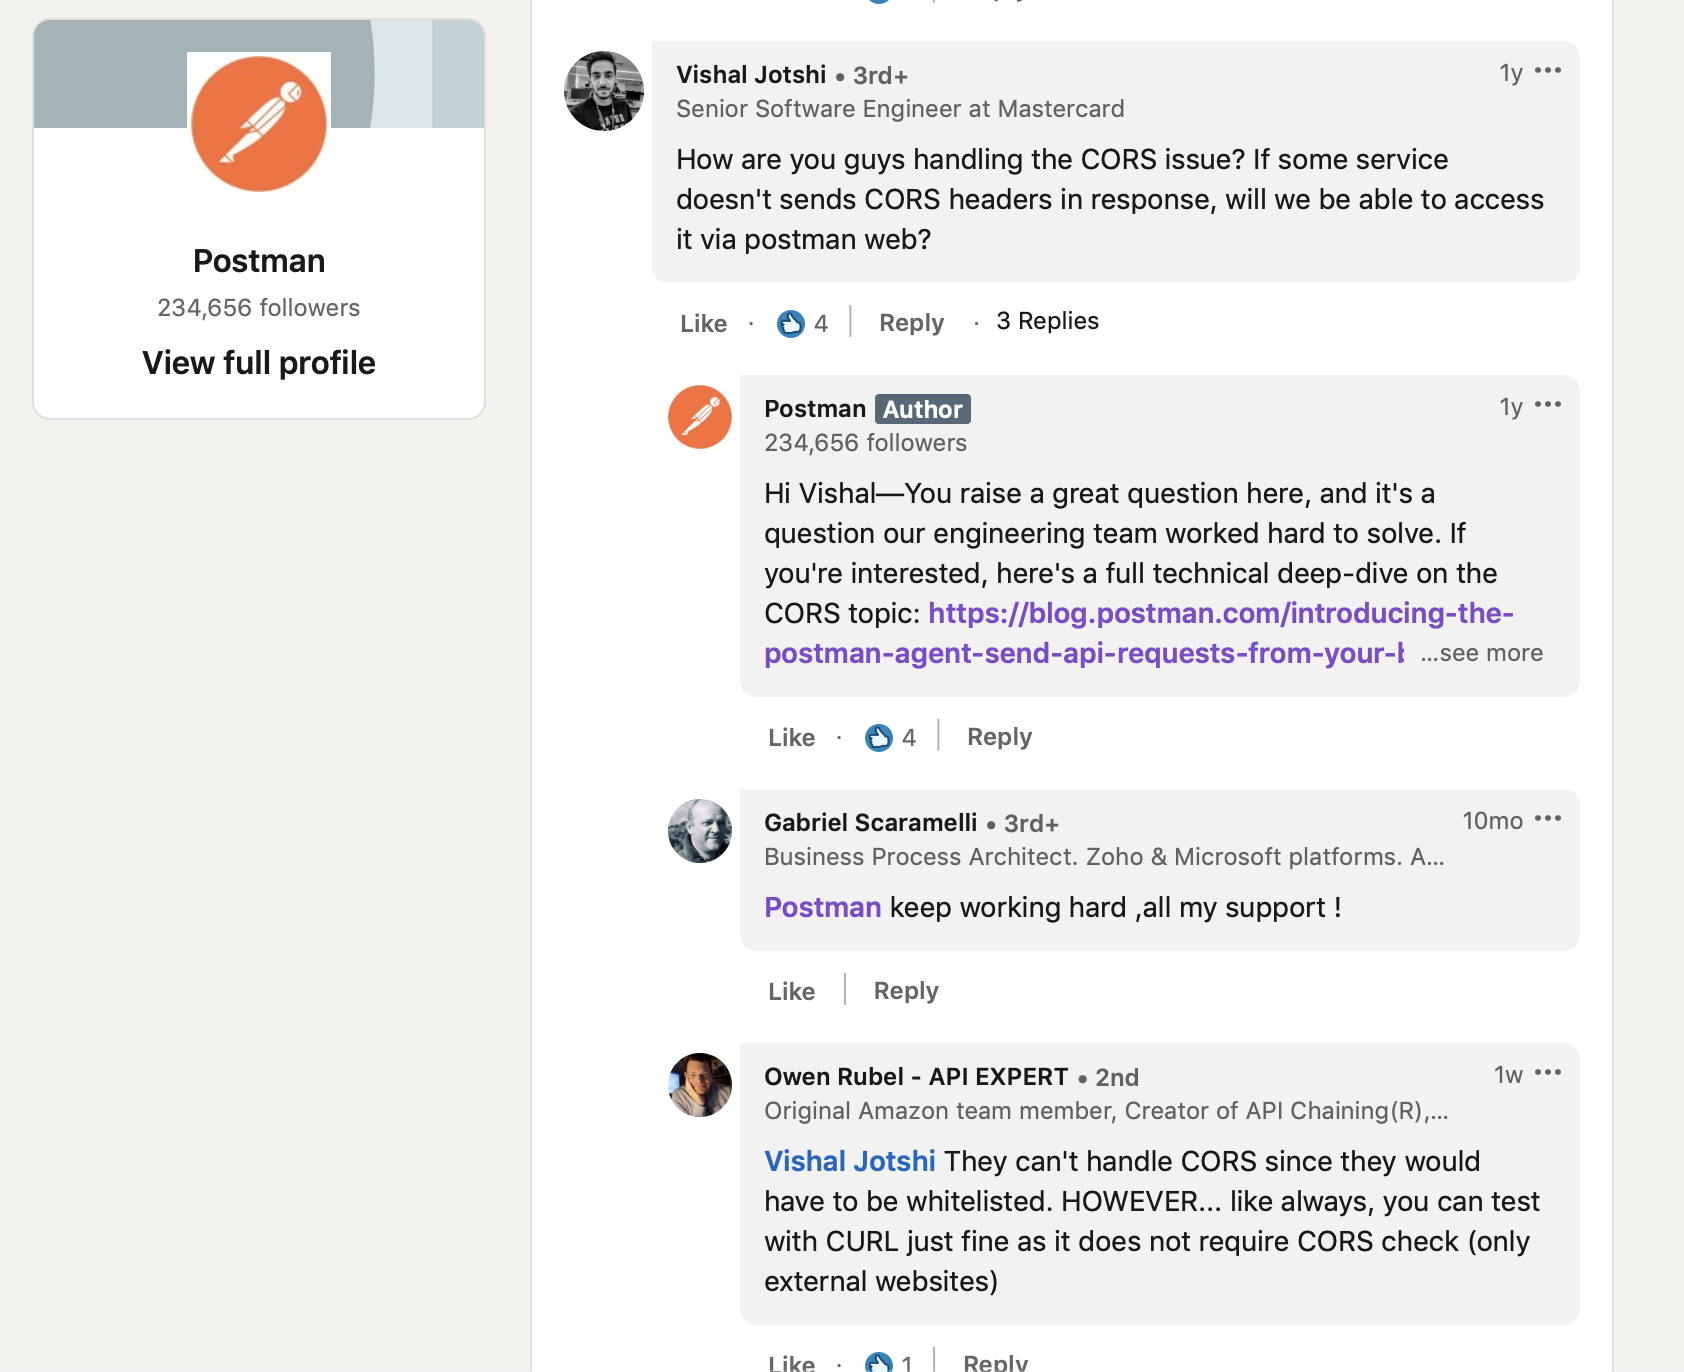 Postman
234,656 followers
View full profile
Vishal Jotshi • 3rd+
1y •••
Senior Software Engineer at Mastercard
How are you guys handling the CORS issue? If some service
doesn't sends CORS headers in response, will we be able to access
it via postman web?
Like · 4 | Reply · 3 Replies
Postman Author
1y •••
234,656 followers
Hi Vishal—You raise a great question here, and it's a
question our engineering team worked hard to solve. If
you're interested, here's a full technical deep-dive on the
CORS topic: https://blog.postman.com/introducing-the-
postman-agent-send-api-requests-from-your-b ...see more
Like · 4 | Reply
Gabriel Scaramelli • 3rd+
10mo •••
Business Process Architect. Zoho & Microsoft platforms. A...
Postman keep working hard ,all my support !
Like | Reply
Owen Rubel - API EXPERT • 2nd
1w •••
Original Amazon team member, Creator of API Chaining(R),...
Vishal Jotshi They can't handle CORS since they would
have to be whitelisted. HOWEVER... like always, you can test
with CURL just fine as it does not require CORS check (only
external websites)
Like · 1 | Reply